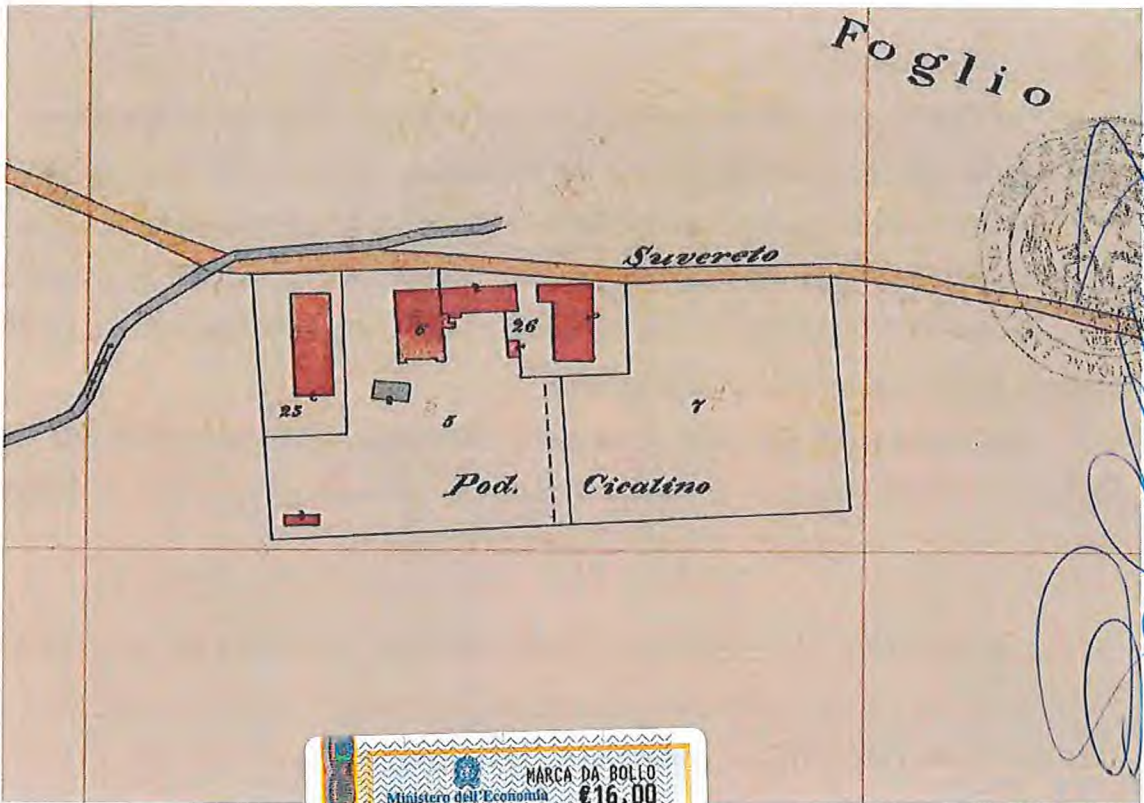 Foglio
Suvereto
6
26
25
5
7
Pod. Cicalino
MARCA DA BOLLO
Ministero dell'Economia €16,00